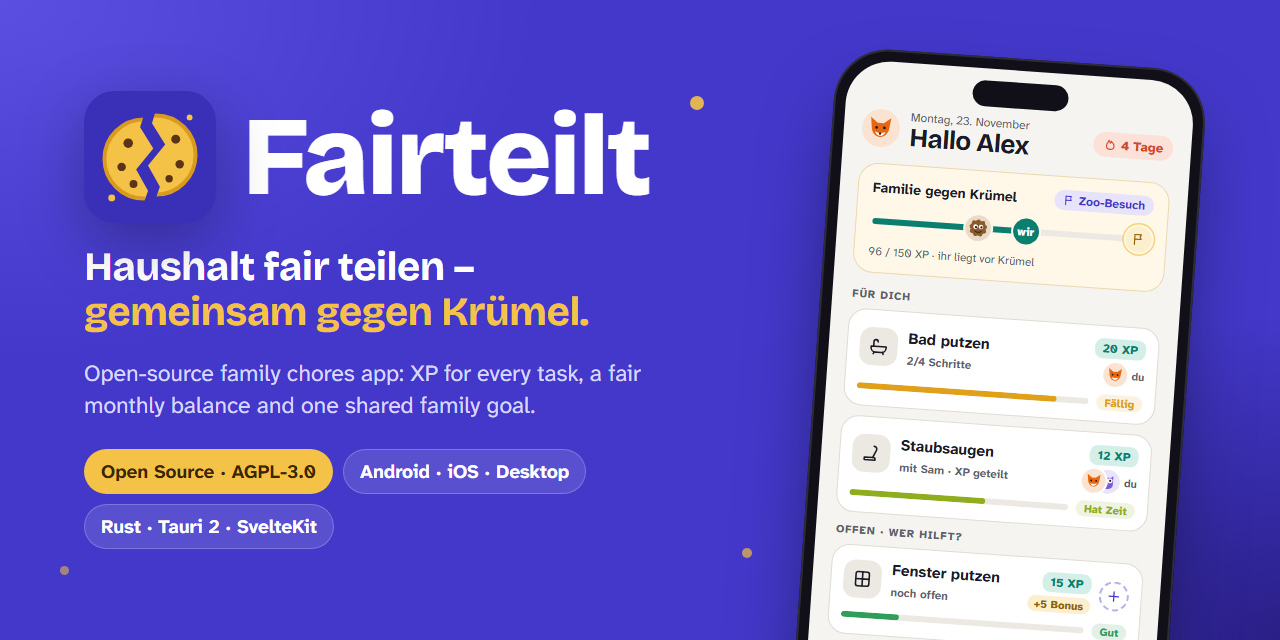 Fairteilt
Haushalt fair teilen –
gemeinsam gegen Krümel.
Open-source family chores app: XP for every task, a fair
monthly balance and one shared family goal.
Open Source · AGPL-3.0
Android · iOS · Desktop
Rust · Tauri 2 · SvelteKit
Montag, 23. November
Hallo Alex
4 Tage
Familie gegen Krümel
Zoo-Besuch
wir
96 / 150 XP · ihr liegt vor Krümel
FÜR DICH
Bad putzen
20 XP
2/4 Schritte
du
Fällig
Staubsaugen
12 XP
mit Sam · XP geteilt
du
Hat Zeit
OFFEN · WER HILFT?
Fenster putzen
15 XP
noch offen
+5 Bonus
Gut